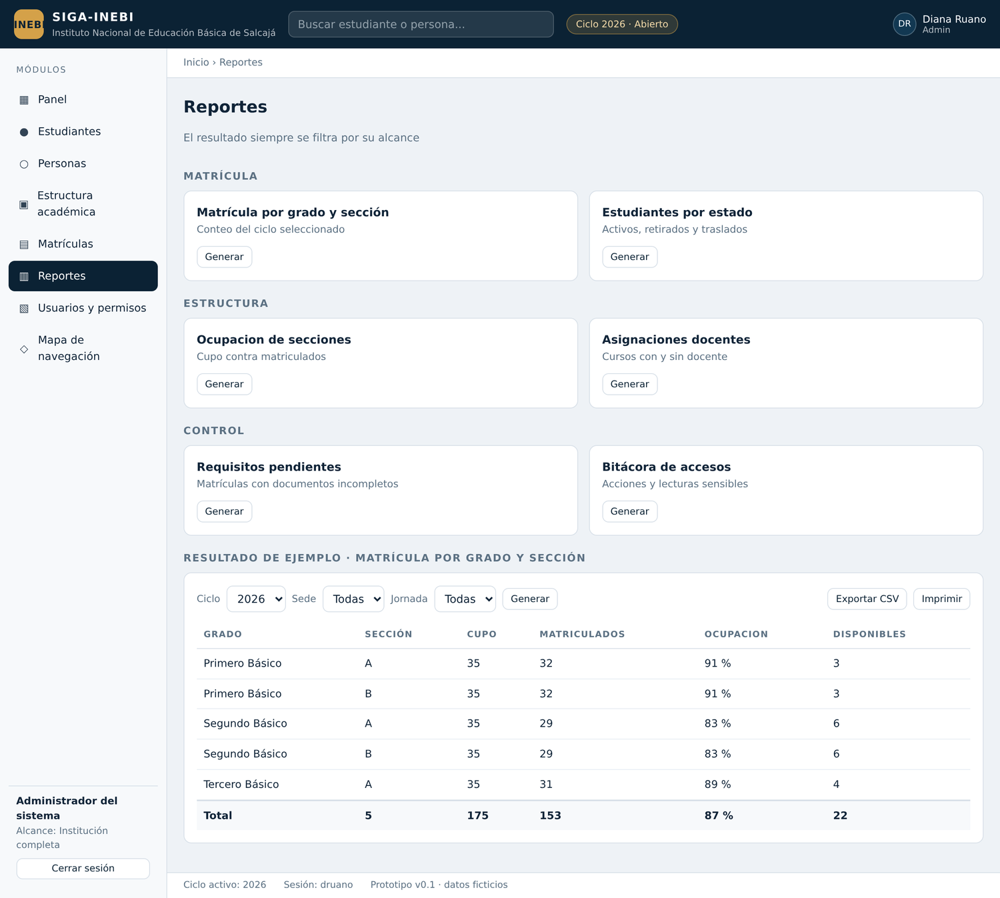 INEBI
SIGA-INEBI
Instituto Nacional de Educación Básica de Salcajá
Buscar estudiante o persona...
Ciclo 2026 · Abierto
DR
Diana Ruano
Admin
MÓDULOS
Panel
Estudiantes
Personas
Estructura
académica
Matrículas
Reportes
Usuarios y permisos
Mapa de
navegación
Administrador del
sistema
Alcance: Institución
completa
Cerrar sesión
Inicio › Reportes
Reportes
El resultado siempre se filtra por su alcance
MATRÍCULA
Matrícula por grado y sección
Conteo del ciclo seleccionado
Generar
Estudiantes por estado
Activos, retirados y traslados
Generar
ESTRUCTURA
Ocupacion de secciones
Cupo contra matriculados
Generar
Asignaciones docentes
Cursos con y sin docente
Generar
CONTROL
Requisitos pendientes
Matrículas con documentos incompletos
Generar
Bitácora de accesos
Acciones y lecturas sensibles
Generar
RESULTADO DE EJEMPLO · MATRÍCULA POR GRADO Y SECCIÓN
Ciclo 2026 Sede Todas Jornada Todas Generar Exportar CSV Imprimir
GRADO SECCIÓN CUPO MATRICULADOS OCUPACION DISPONIBLES
Primero Básico A 35 32 91 % 3
Primero Básico B 35 32 91 % 3
Segundo Básico A 35 29 83 % 6
Segundo Básico B 35 29 83 % 6
Tercero Básico A 35 31 89 % 4
Total 5 175 153 87 % 22
Ciclo activo: 2026 Sesión: druano Prototipo v0.1 · datos ficticios